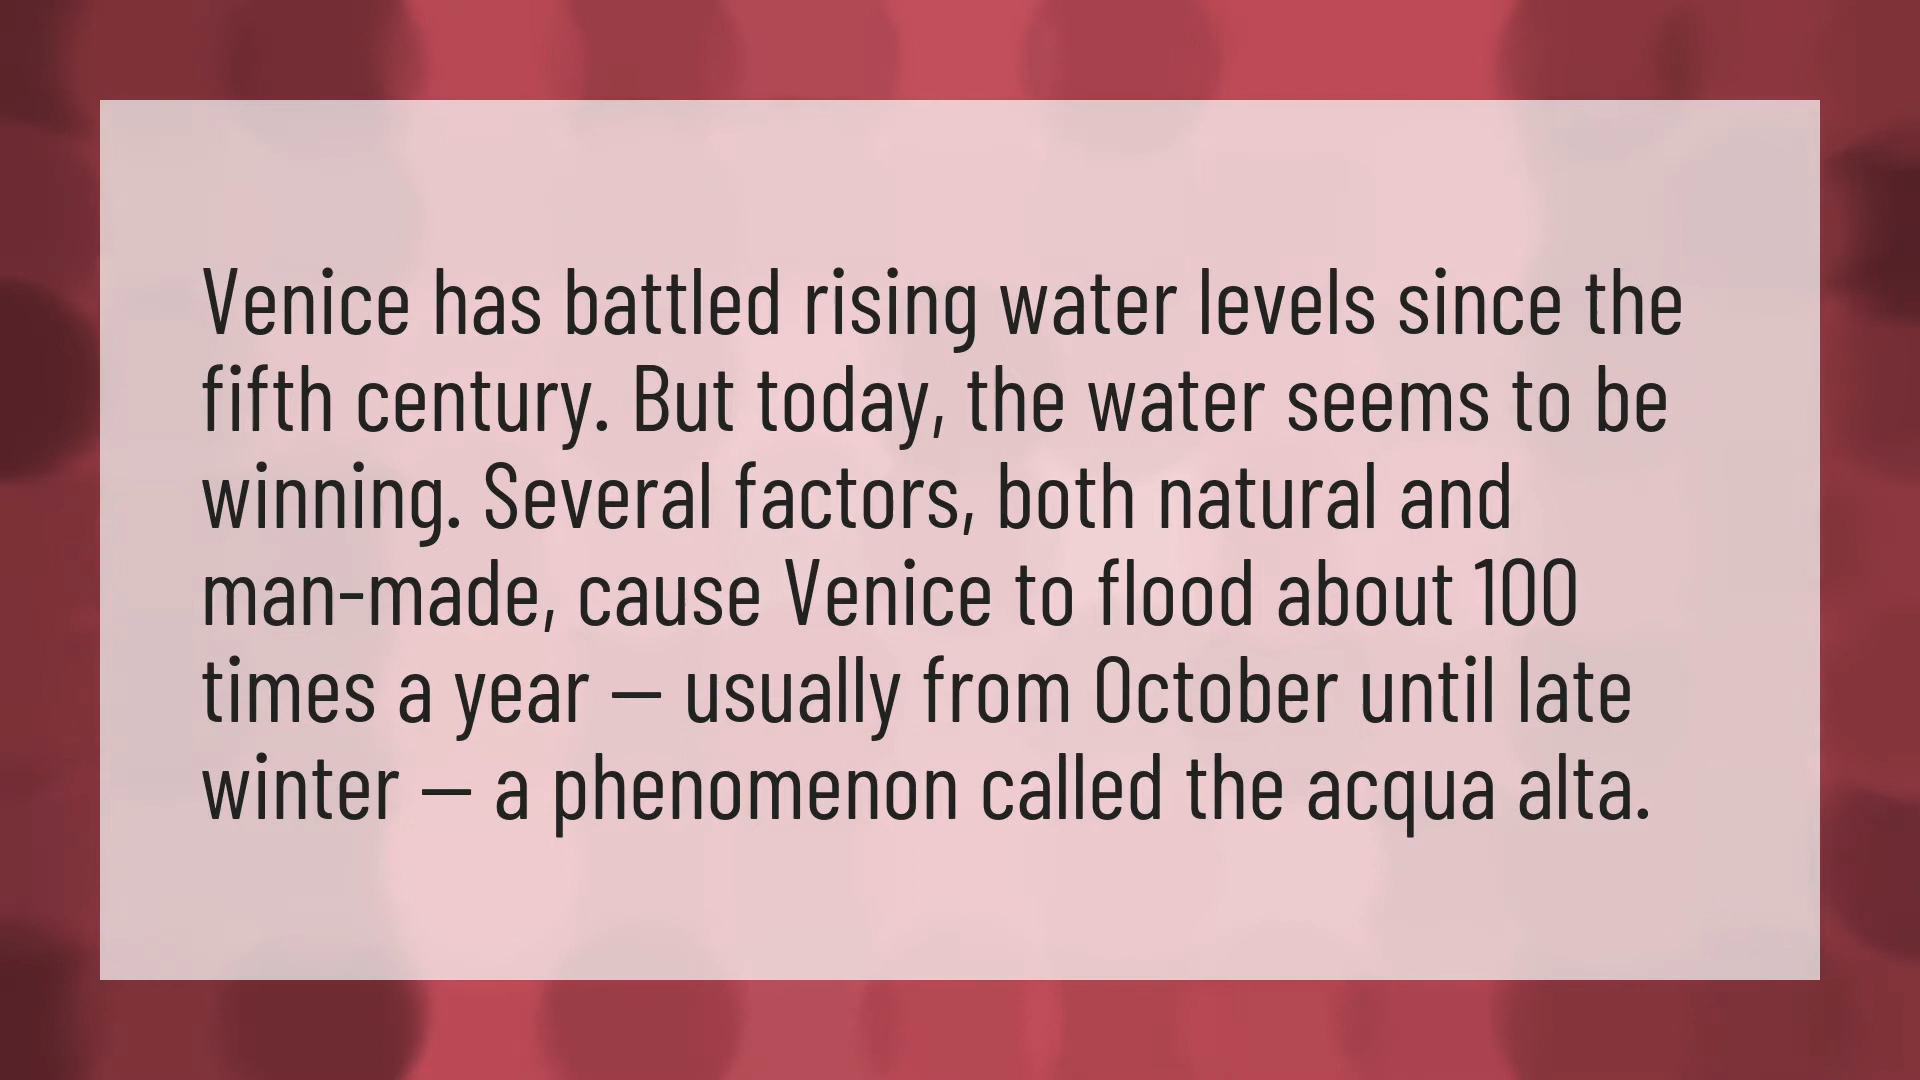 Venice has battled rising water levels since the
fifth century. But today, the water seems to be
winning. Several factors, both natural and
man-made, cause Venice to flood about 100
times a year — usually from October until late
winter — a phenomenon called the acqua alta.